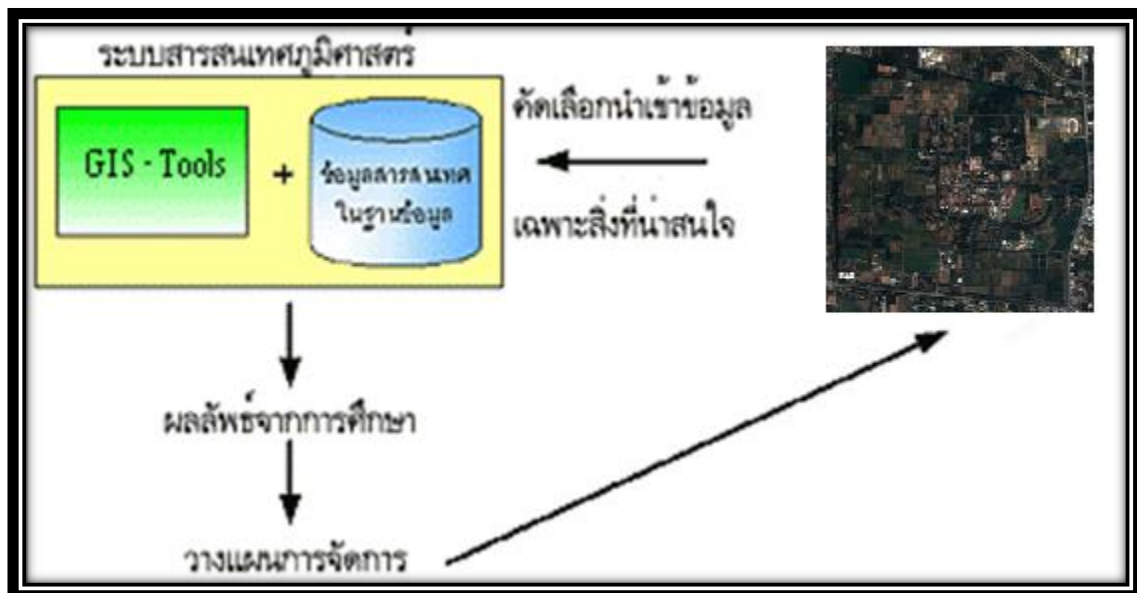 ระบบสารสนเทศภูมิศาสตร์
GIS - Tools
+
ข้อมูลสารสนเทศ
ในฐานข้อมูล
คัดเลือกนำเข้าข้อมูล
เฉพาะสิ่งที่น่าสนใจ
ผลลัพธ์จากการศึกษา
วางแผนการจัดการ